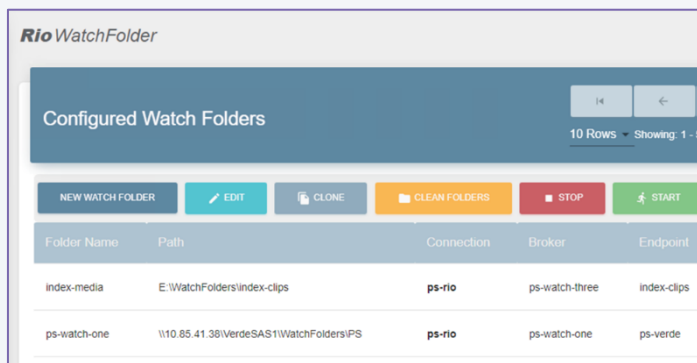 Rio WatchFolder
Configured Watch Folders
10 Rows Showing: 1 -
NEW WATCH FOLDER EDIT CLONE CLEAN FOLDERS STOP START
Folder Name Path Connection Broker Endpoint
index-media E:\WatchFolders\index-clips ps-rio ps-watch-three index-clips
ps-watch-one \\10.85.41.38\VerdeSAS1\WatchFolders\PS ps-rio ps-watch-one ps-verde